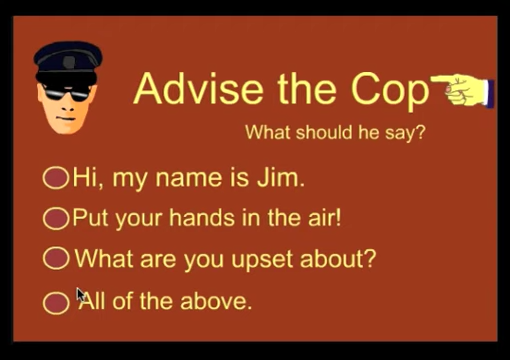 Advise the Cop
What should he say?
Hi, my name is Jim.
Put your hands in the air!
What are you upset about?
All of the above.